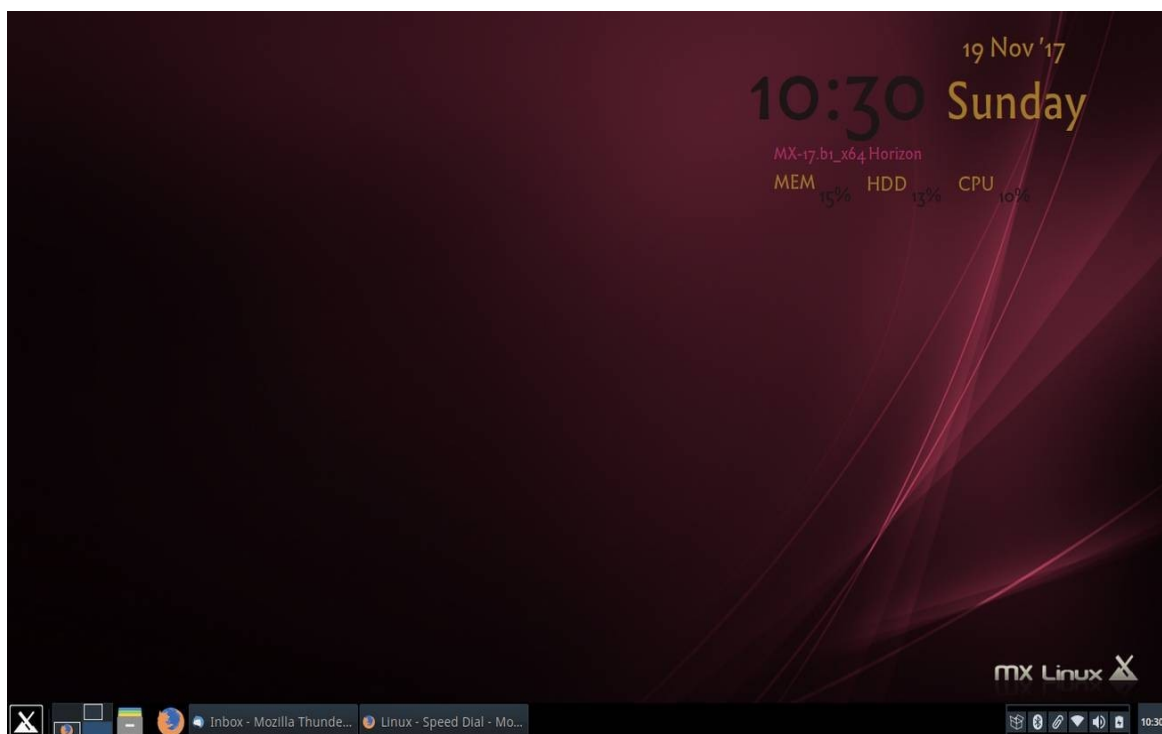 19 Nov '17
10:30 Sunday
MX-17.b1_x64 Horizon
MEM 15% HDD 13% CPU 10%
mx Linux
Inbox - Mozilla Thunde... Linux - Speed Dial - Mo... 10:30